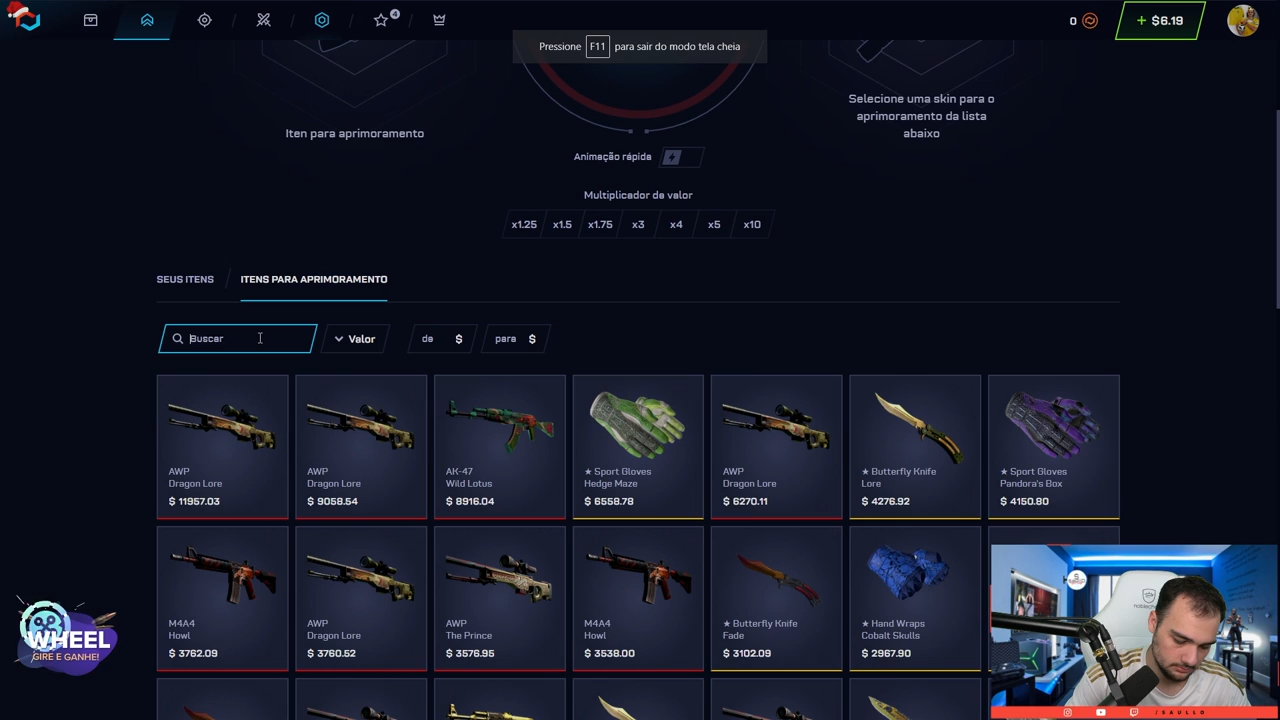 4
0
+ $6.19
Pressione F11 para sair do modo tela cheia
Iten para aprimoramento
Selecione uma skin para o
aprimoramento da lista
abaixo
Animação rápida
Multiplicador de valor
x1.25 x1.5 x1.75 x3 x4 x5 x10
SEUS ITENS
ITENS PARA APRIMORAMENTO
Buscar
Valor
de $
para $
AWP
Dragon Lore
$ 11957.03
AWP
Dragon Lore
$ 9058.54
AK-47
Wild Lotus
$ 8916.04
★ Sport Gloves
Hedge Maze
$ 6558.78
AWP
Dragon Lore
$ 6270.11
★ Butterfly Knife
Lore
$ 4276.92
★ Sport Gloves
Pandora's Box
$ 4150.80
M4A4
Howl
$ 3762.09
AWP
Dragon Lore
$ 3760.52
AWP
The Prince
$ 3576.95
M4A4
Howl
$ 3538.00
★ Butterfly Knife
Fade
$ 3102.09
★ Hand Wraps
Cobalt Skulls
$ 2967.90
WHEEL
GIRE E GANHE!
/SAULLO